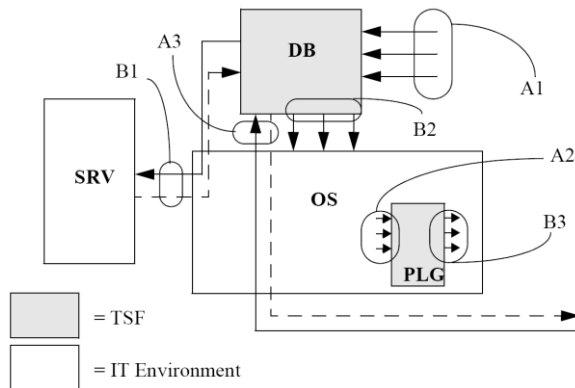 A3
DB
B1
A1
B2
SRV
OS
A2
B3
PLG
= TSF
= IT Environment